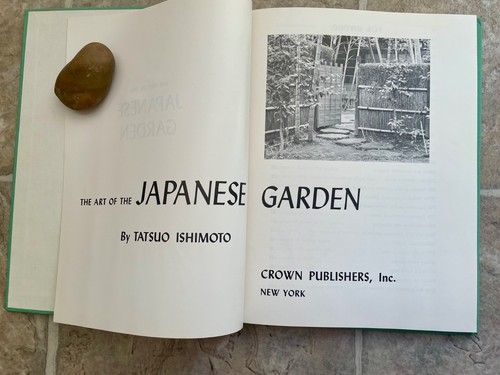 THE ART OF THE JAPANESE GARDEN
By TATSUO ISHIMOTO
CROWN PUBLISHERS, Inc.
NEW YORK